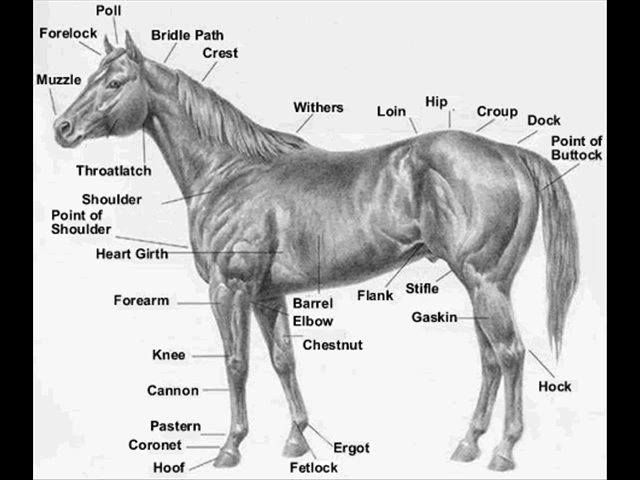 Poll
Forelock
Bridle Path
Crest
Muzzle
Withers
Loin
Hip
Croup
Dock
Point of
Buttock
Throatlatch
Shoulder
Point of
Shoulder
Heart Girth
Forearm
Barrel
Elbow
Flank
Stifle
Gaskin
Chestnut
Knee
Hock
Cannon
Pastern
Coronet
Hoof
Ergot
Fetlock